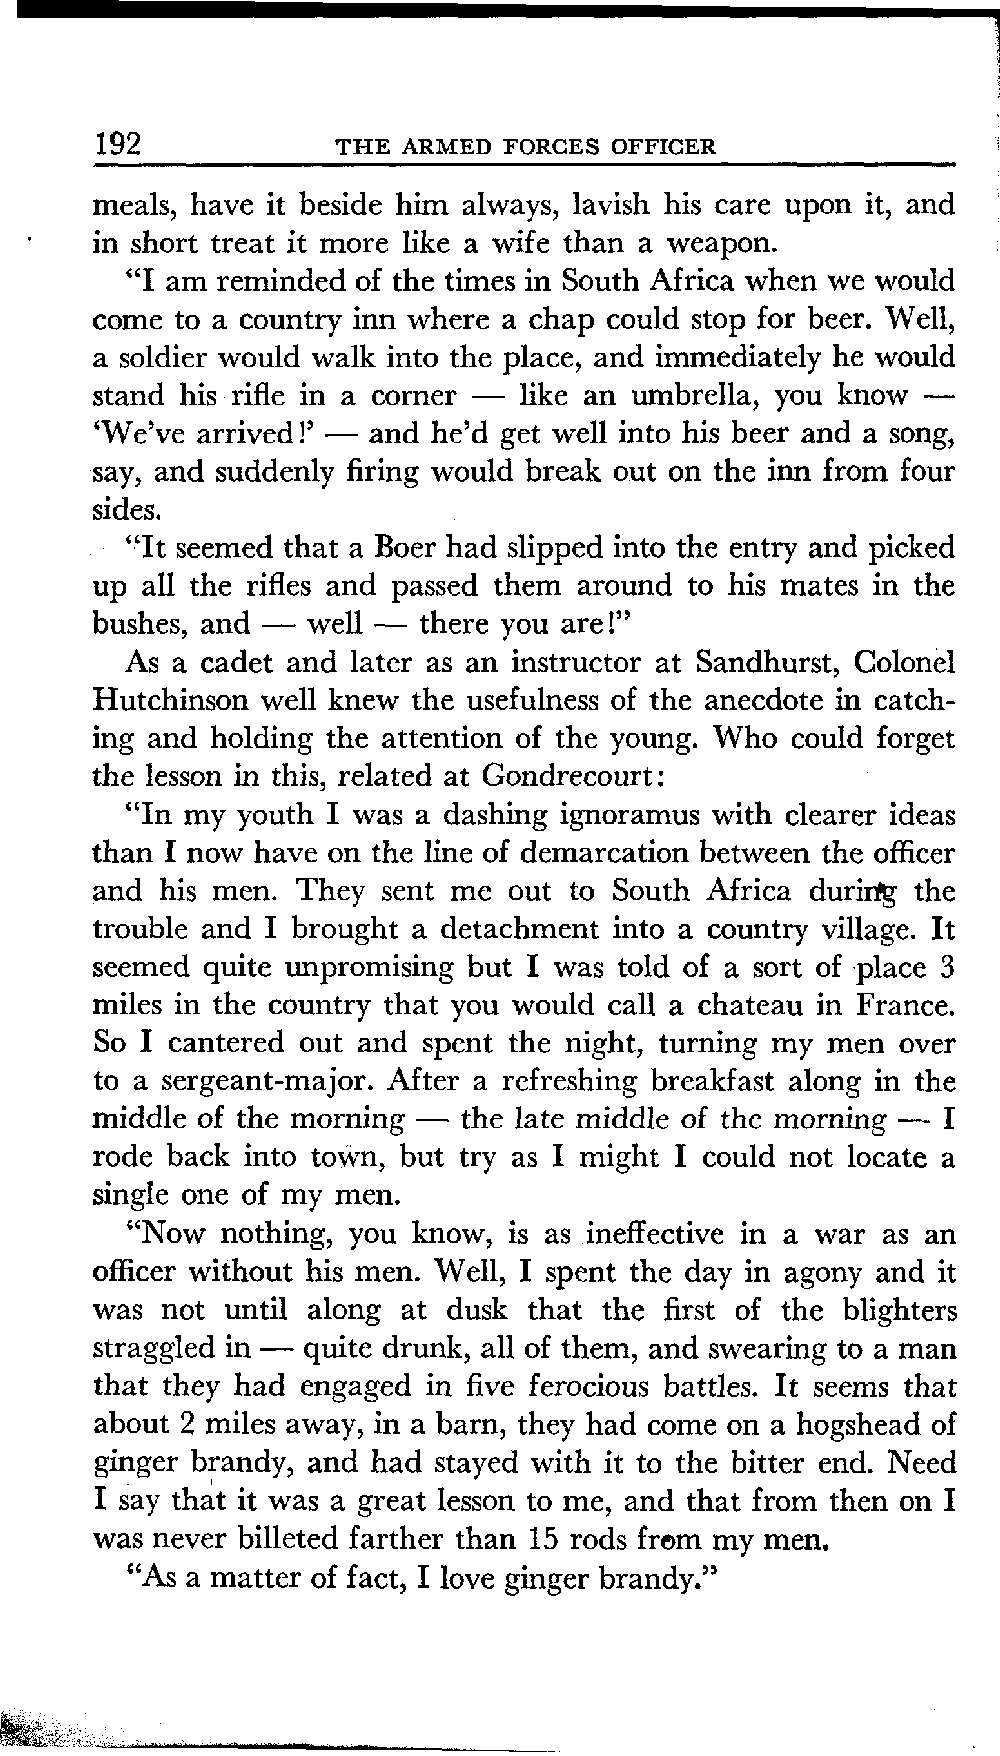 192 THE ARMED FORCES OFFICER
meals, have it beside him always, lavish his care upon it, and
in short treat it more like a wife than a weapon.
“I am reminded of the times in South Africa when we would
come to a country inn where a chap could stop for beer. Well,
a soldier would walk into the place, and immediately he would
stand his rifle in a corner — like an umbrella, you know —
‘We’ve arrived!’ — and he’d get well into his beer and a song,
say, and suddenly firing would break out on the inn from four
sides.
“It seemed that a Boer had slipped into the entry and picked
up all the rifles and passed them around to his mates in the
bushes, and — well — there you are!”
As a cadet and later as an instructor at Sandhurst, Colonel
Hutchinson well knew the usefulness of the anecdote in catch-
ing and holding the attention of the young. Who could forget
the lesson in this, related at Gondrecourt:
“In my youth I was a dashing ignoramus with clearer ideas
than I now have on the line of demarcation between the officer
and his men. They sent me out to South Africa during the
trouble and I brought a detachment into a country village. It
seemed quite unpromising but I was told of a sort of place 3
miles in the country that you would call a chateau in France.
So I cantered out and spent the night, turning my men over
to a sergeant-major. After a refreshing breakfast along in the
middle of the morning — the late middle of the morning — I
rode back into town, but try as I might I could not locate a
single one of my men.
“Now nothing, you know, is as ineffective in a war as an
officer without his men. Well, I spent the day in agony and it
was not until along at dusk that the first of the blighters
straggled in — quite drunk, all of them, and swearing to a man
that they had engaged in five ferocious battles. It seems that
about 2 miles away, in a barn, they had come on a hogshead of
ginger brandy, and had stayed with it to the bitter end. Need
I say that it was a great lesson to me, and that from then on I
was never billeted farther than 15 rods from my men.
“As a matter of fact, I love ginger brandy.”